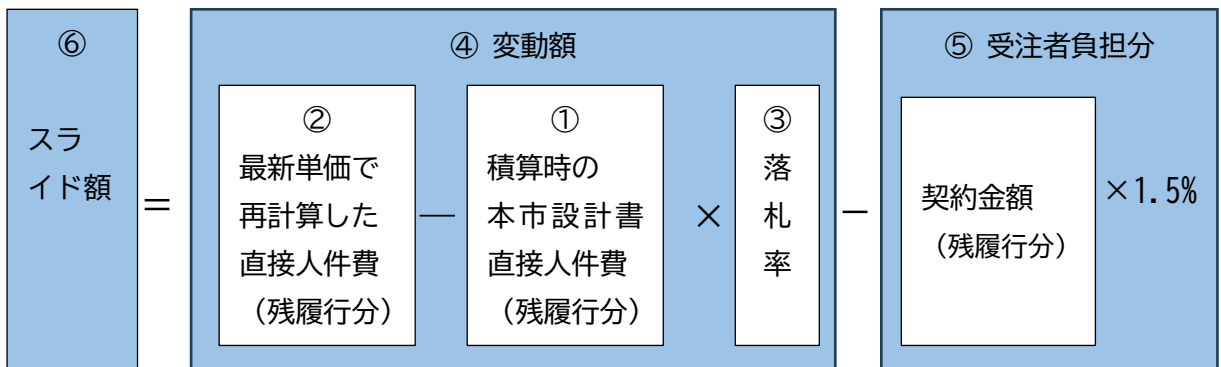 ⑥
スラ
イド額
＝
④ 変動額
②
最新単価で
再計算した
直接人件費
（残履行分）
―
①
積算時の
本市設計書
直接人件費
（残履行分）
×
③
落
札
率
－
⑤ 受注者負担分
契約金額
（残履行分）
×1.5%